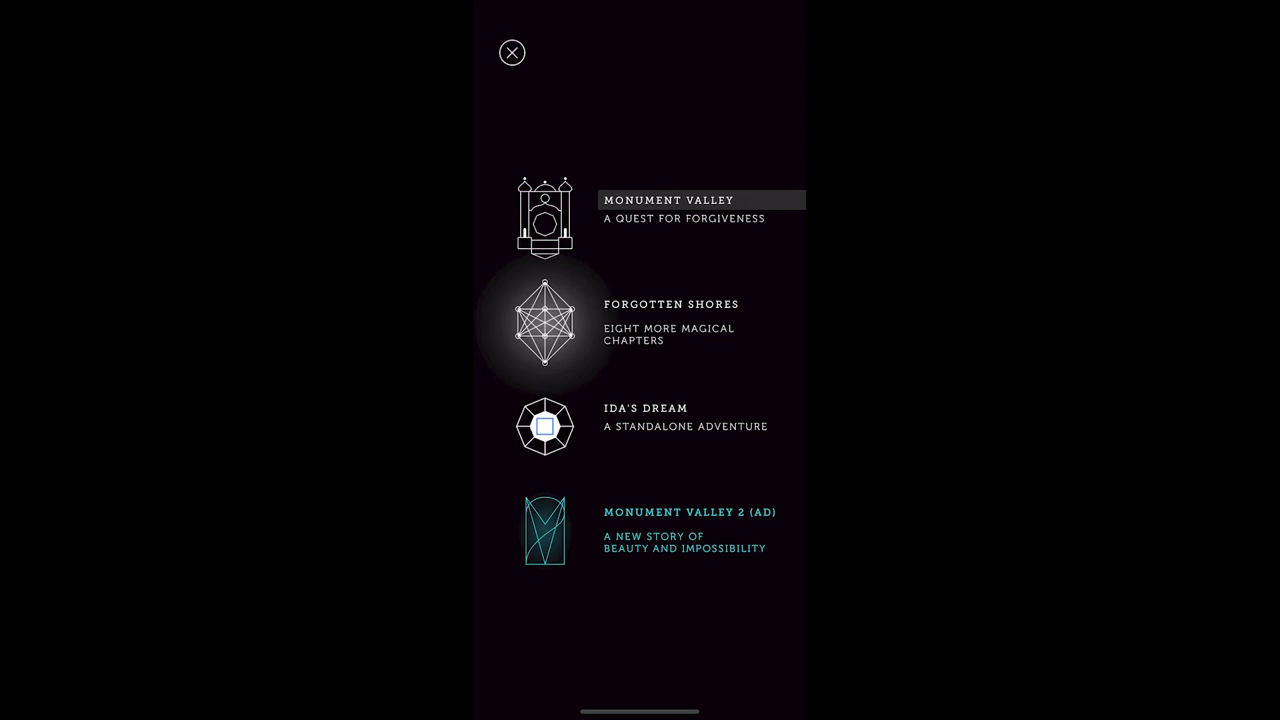 MONUMENT VALLEY
A QUEST FOR FORGIVENESS
FORGOTTEN SHORES
EIGHT MORE MAGICAL
CHAPTERS
IDA'S DREAM
A STANDALONE ADVENTURE
MONUMENT VALLEY 2 (AD)
A NEW STORY OF
BEAUTY AND IMPOSSIBILITY